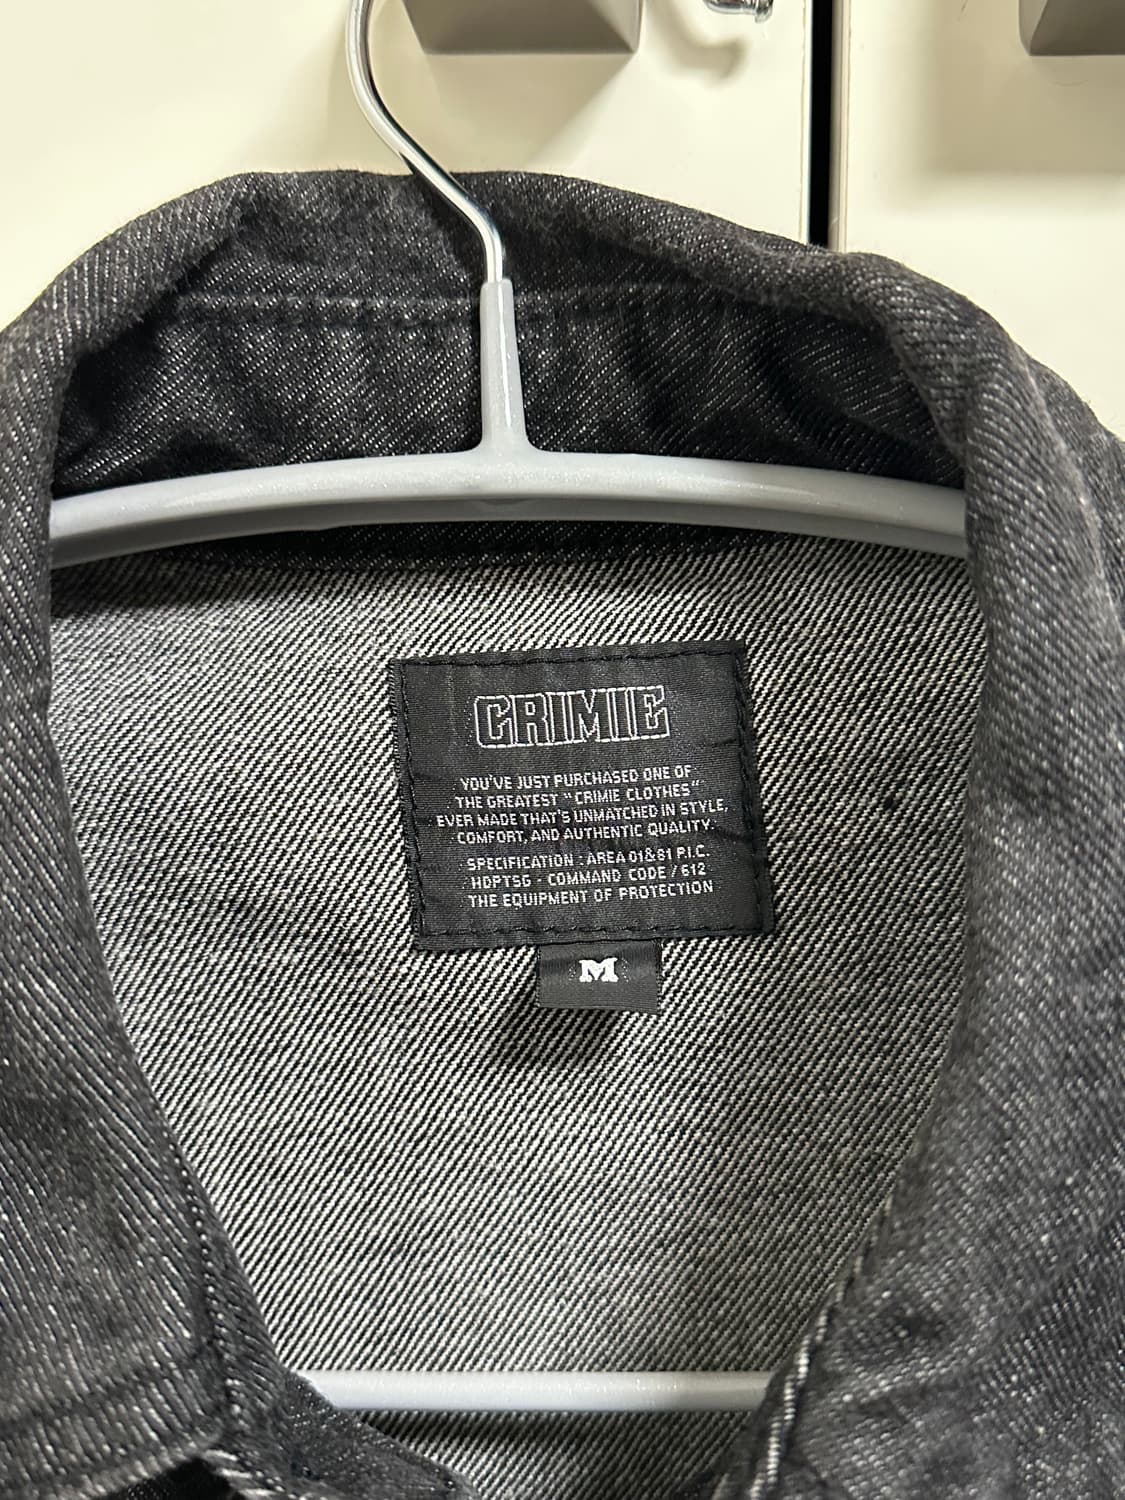 CRIMIE
YOU'VE JUST PURCHASED ONE OF
THE GREATEST "CRIMIE CLOTHES"
EVER MADE THAT'S UNMATCHED IN STYLE,
COMFORT, AND AUTHENTIC QUALITY.
SPECIFICATION : AREA 01&81 P.I.C.
HDPTSG - COMMAND CODE / 612
THE EQUIPMENT OF PROTECTION
M